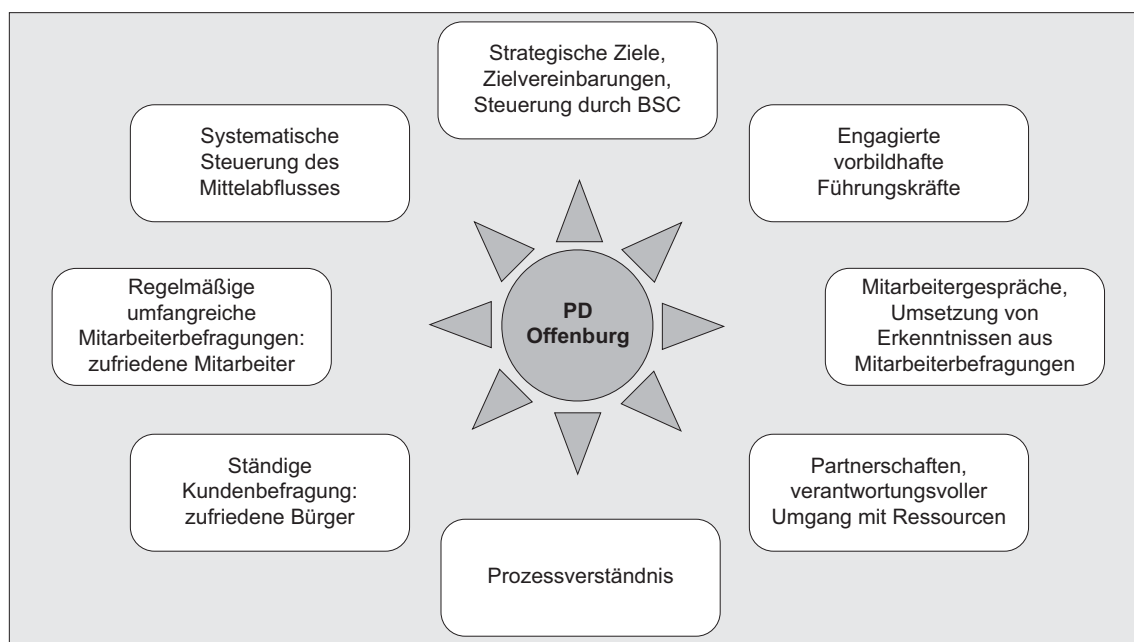 Strategische Ziele,
Zielvereinbarungen,
Steuerung durch BSC
Systematische
Steuerung des
Mittelabflusses
Engagierte
vorbildhafte
Führungskräfte
Regelmäßige
umfangreiche
Mitarbeiterbefragungen:
zufriedene Mitarbeiter
PD
Offenburg
Mitarbeitergespräche,
Umsetzung von
Erkenntnissen aus
Mitarbeiterbefragungen
Ständige
Kundenbefragung:
zufriedene Bürger
Partnerschaften,
verantwortungsvoller
Umgang mit Ressourcen
Prozessverständnis